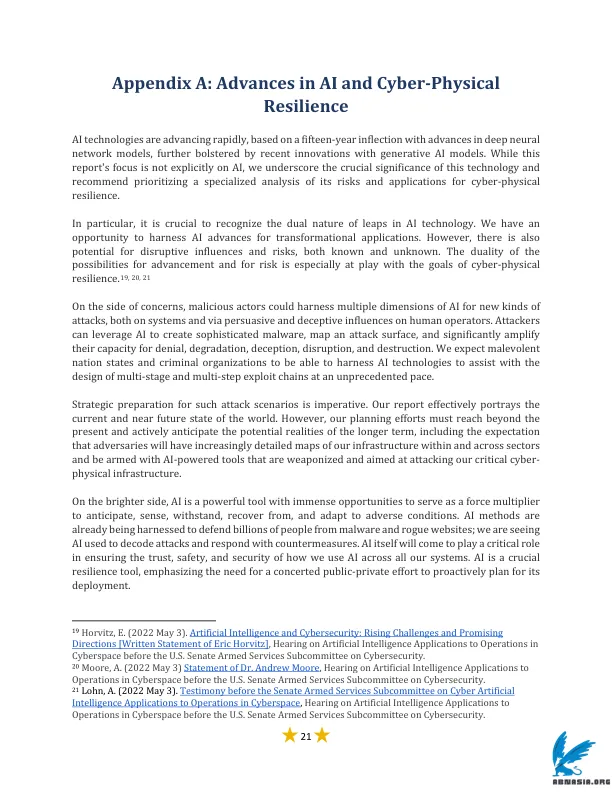 Appendix A: Advances in AI and Cyber-Physical
Resilience
AI technologies are advancing rapidly, based on a fifteen-year inflection with advances in deep neural
network models, further bolstered by recent innovations with generative AI models. While this
report's focus is not explicitly on AI, we underscore the crucial significance of this technology and
recommend prioritizing a specialized analysis of its risks and applications for cyber-physical
resilience.
In particular, it is crucial to recognize the dual nature of leaps in AI technology. We have an
opportunity to harness AI advances for transformational applications. However, there is also
potential for disruptive influences and risks, both known and unknown. The duality of the
possibilities for advancement and for risk is especially at play with the goals of cyber-physical
resilience.19, 20, 21
On the side of concerns, malicious actors could harness multiple dimensions of AI for new kinds of
attacks, both on systems and via persuasive and deceptive influences on human operators. Attackers
can leverage AI to create sophisticated malware, map an attack surface, and significantly amplify
their capacity for denial, degradation, deception, disruption, and destruction. We expect malevolent
nation states and criminal organizations to be able to harness AI technologies to assist with the
design of multi-stage and multi-step exploit chains at an unprecedented pace.
Strategic preparation for such attack scenarios is imperative. Our report effectively portrays the
current and near future state of the world. However, our planning efforts must reach beyond the
present and actively anticipate the potential realities of the longer term, including the expectation
that adversaries will have increasingly detailed maps of our infrastructure within and across sectors
and be armed with AI-powered tools that are weaponized and aimed at attacking our critical cyber-
physical infrastructure.
On the brighter side, AI is a powerful tool with immense opportunities to serve as a force multiplier
to anticipate, sense, withstand, recover from, and adapt to adverse conditions. AI methods are
already being harnessed to defend billions of people from malware and rogue websites; we are seeing
AI used to decode attacks and respond with countermeasures. AI itself will come to play a critical role
in ensuring the trust, safety, and security of how we use AI across all our systems. AI is a crucial
resilience tool, emphasizing the need for a concerted public-private effort to proactively plan for its
deployment.
19 Horvitz, E. (2022 May 3). Artificial Intelligence and Cybersecurity: Rising Challenges and Promising
Directions [Written Statement of Eric Horvitz], Hearing on Artificial Intelligence Applications to Operations in
Cyberspace before the U.S. Senate Armed Services Subcommittee on Cybersecurity.
20 Moore, A. (2022 May 3) Statement of Dr. Andrew Moore, Hearing on Artificial Intelligence Applications to
Operations in Cyberspace before the U.S. Senate Armed Services Subcommittee on Cybersecurity.
21 Lohn, A. (2022 May 3). Testimony before the Senate Armed Services Subcommittee on Cyber Artificial
Intelligence Applications to Operations in Cyberspace, Hearing on Artificial Intelligence Applications to
Operations in Cyberspace before the U.S. Senate Armed Services Subcommittee on Cybersecurity.
21
ABNASIA.ORG